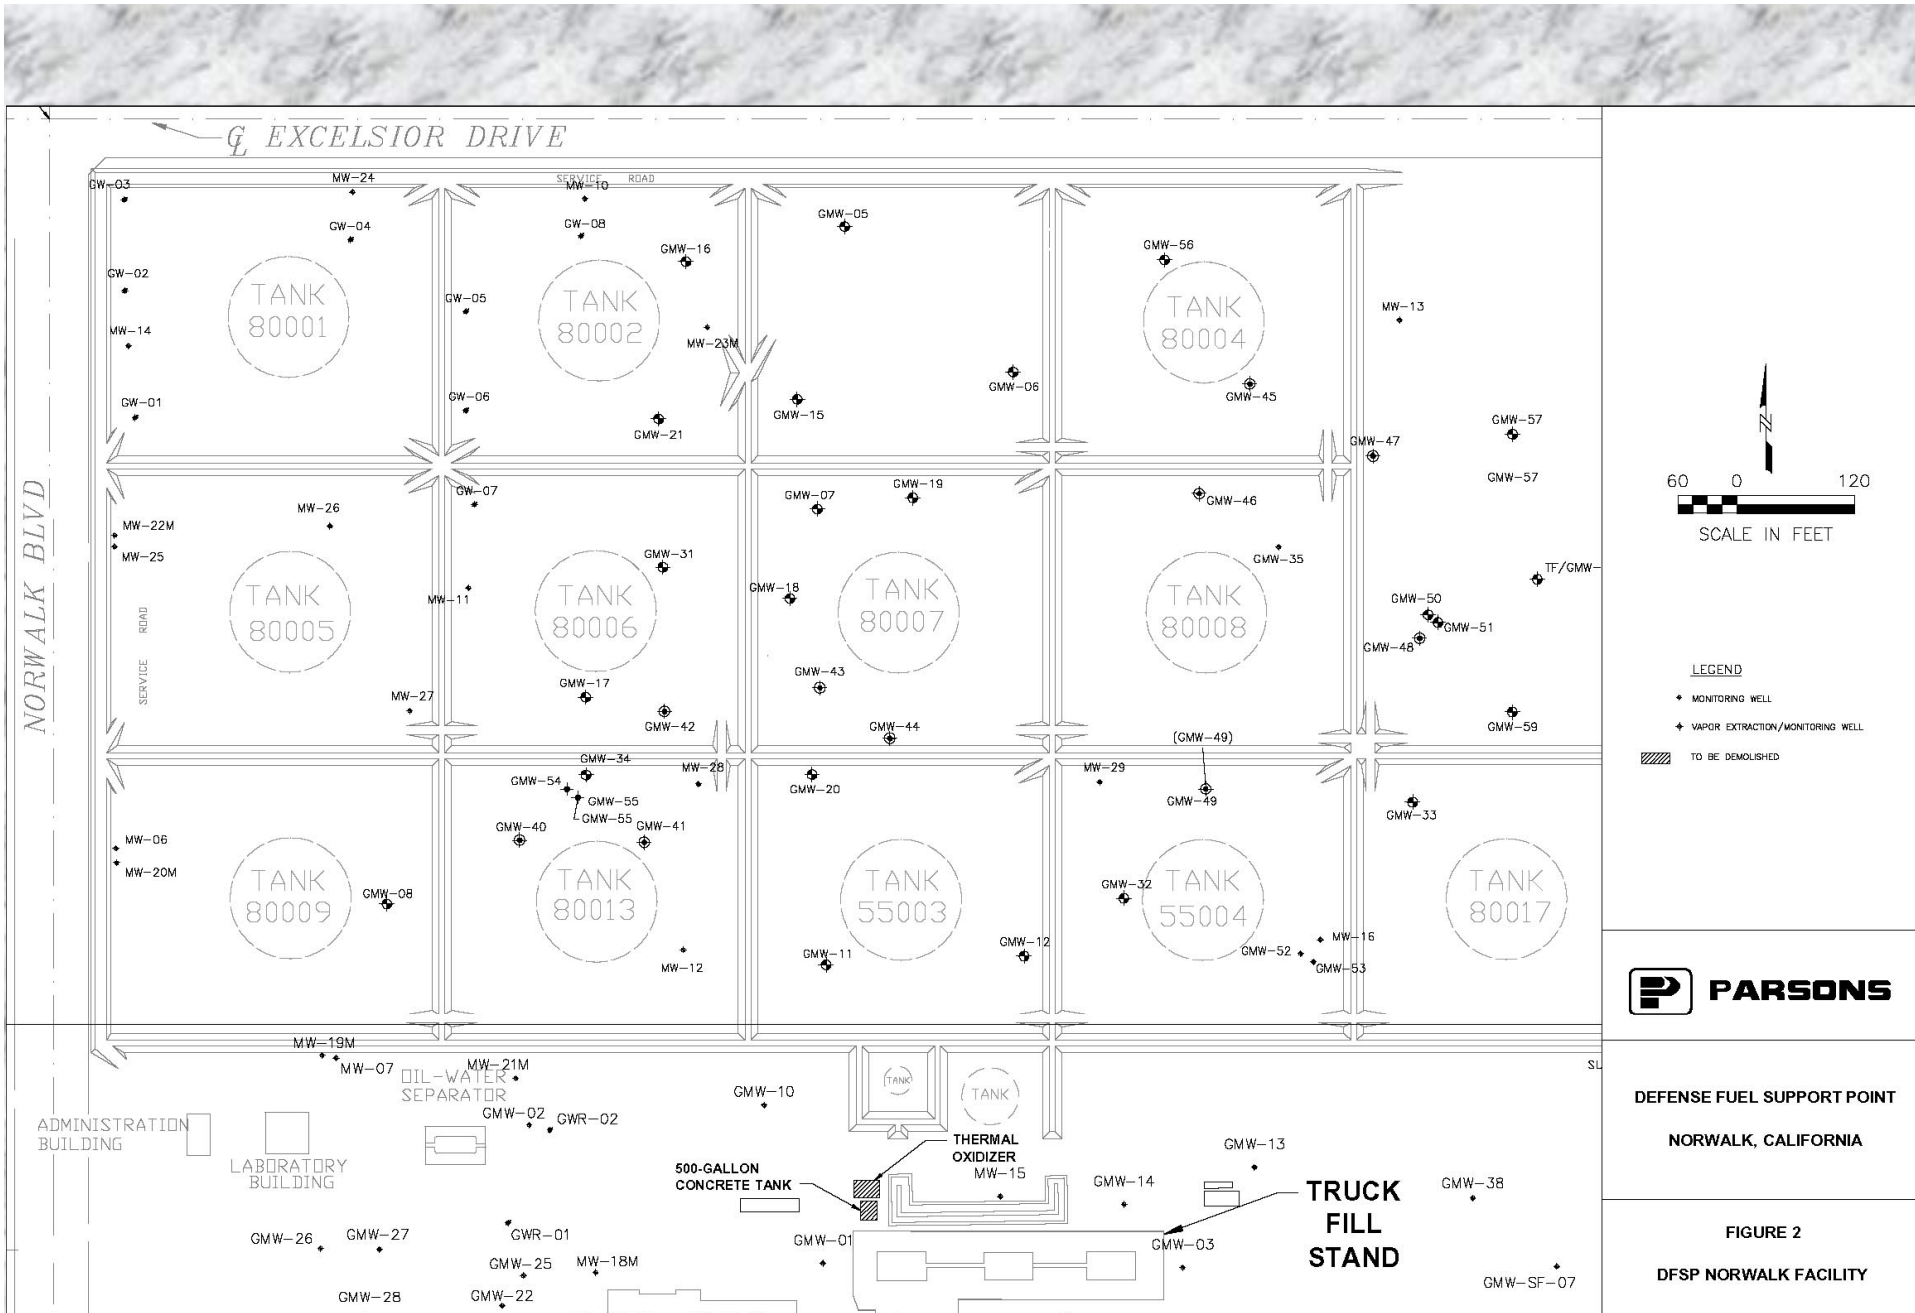 ℄ EXCELSIOR DRIVE
NORWALK BLVD
SERVICE ROAD
GW-03
MW-24
MW-10
GW-04
GW-08
GMW-05
GMW-16
GMW-56
GW-02
TANK
80001
GW-05
TANK
80002
TANK
80004
MW-13
MW-14
MW-23M
GMW-06
GMW-45
GW-01
GW-06
GMW-15
GMW-21
GMW-47
GMW-57
GMW-57
GW-07
GMW-07
GMW-19
GMW-46
MW-22M
MW-25
MW-26
GMW-31
GMW-35
TF/GMW-
SERVICE ROAD
TANK
80005
MW-11
TANK
80006
GMW-18
TANK
80007
TANK
80008
GMW-50
GMW-51
GMW-48
GMW-43
GMW-17
MW-27
GMW-42
GMW-44
(GMW-49)
GMW-59
GMW-34
GMW-54
GMW-55
GMW-55
MW-28
GMW-20
MW-29
GMW-49
GMW-33
GMW-40
GMW-41
MW-06
MW-20M
TANK
80009
GMW-08
TANK
80013
TANK
55003
GMW-32
TANK
55004
TANK
80017
MW-12
GMW-11
GMW-12
MW-16
GMW-52
GMW-53
MW-19M
MW-07
MW-21M
OIL-WATER
SEPARATOR
GMW-10
TANK
TANK
SL
ADMINISTRATION
BUILDING
LABORATORY
BUILDING
GMW-02
GWR-02
THERMAL
OXIDIZER
500-GALLON
CONCRETE TANK
MW-15
GMW-14
GMW-13
TRUCK
FILL
STAND
GMW-38
GMW-26
GMW-27
GWR-01
GMW-01
GMW-03
GMW-25
MW-18M
GMW-SF-07
GMW-28
GMW-22
N
60 0 120
SCALE IN FEET
LEGEND
MONITORING WELL
VAPOR EXTRACTION/MONITORING WELL
TO BE DEMOLISHED
P PARSONS
DEFENSE FUEL SUPPORT POINT
NORWALK, CALIFORNIA
FIGURE 2
DFSP NORWALK FACILITY